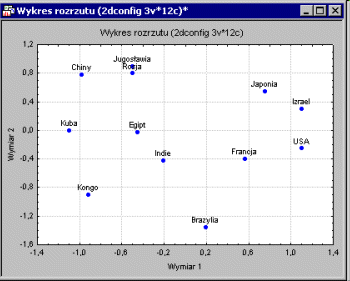 Wykres rozrzutu (2dconfig 3v*12c)*
Wykres rozrzutu (2dconfig 3v*12c)
Wymiar 2
1,2
0,8
0,4
0,0
-0,4
-0,8
-1,2
-1,6
Jugosławia
Rosja
Chiny
Japonia
Izrael
Kuba
Egipt
USA
Indie
Francja
Kongo
Brazylia
-1,4 -1,0 -0,6 -0,2 0,2 0,6 1,0 1,4
Wymiar 1